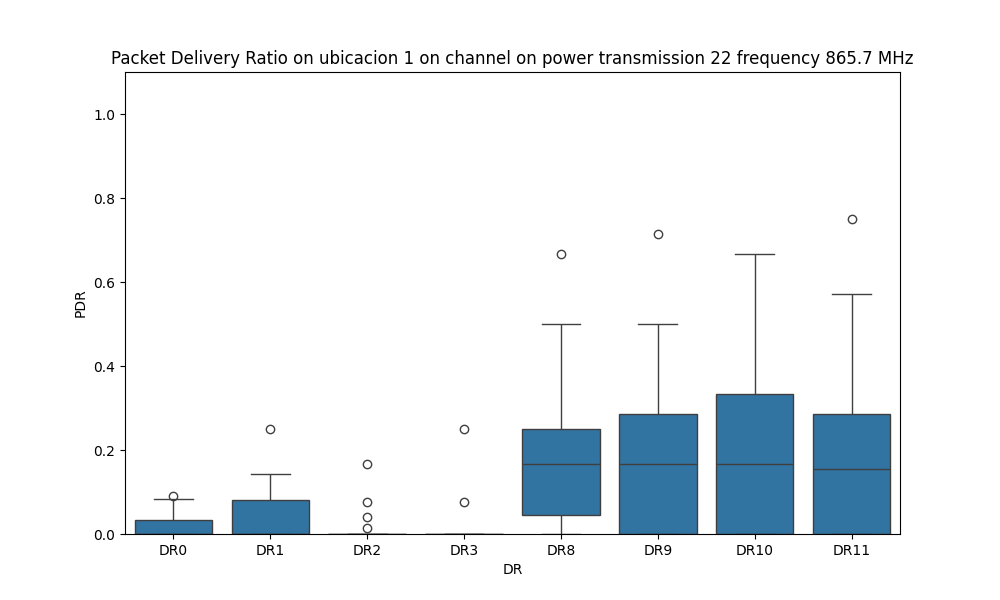 Packet Delivery Ratio on ubicacion 1 on channel on power transmission 22 frequency 865.7 MHz
1.0
0.8
0.6
0.4
0.2
0.0
PDR
DR0 DR1 DR2 DR3 DR8 DR9 DR10 DR11
DR